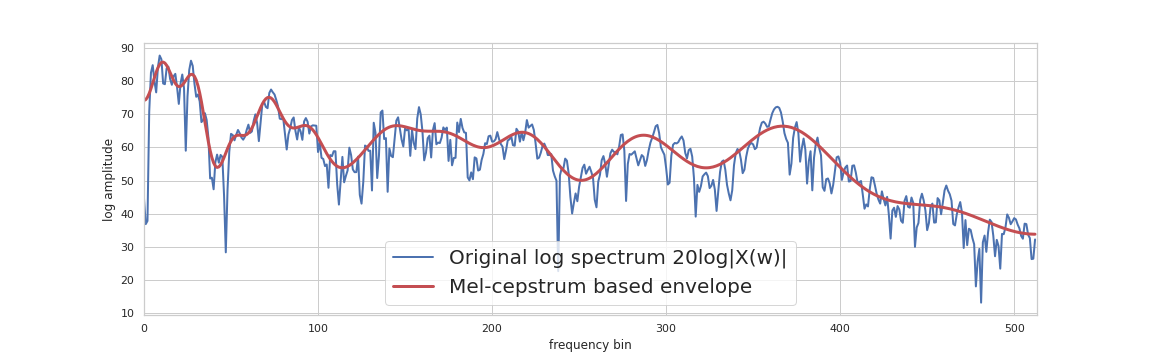 90
80
70
60
50
40
30
20
10
log amplitude
Original log spectrum 20log|X(w)|
Mel-cepstrum based envelope
0 100 200 300 400 500
frequency bin